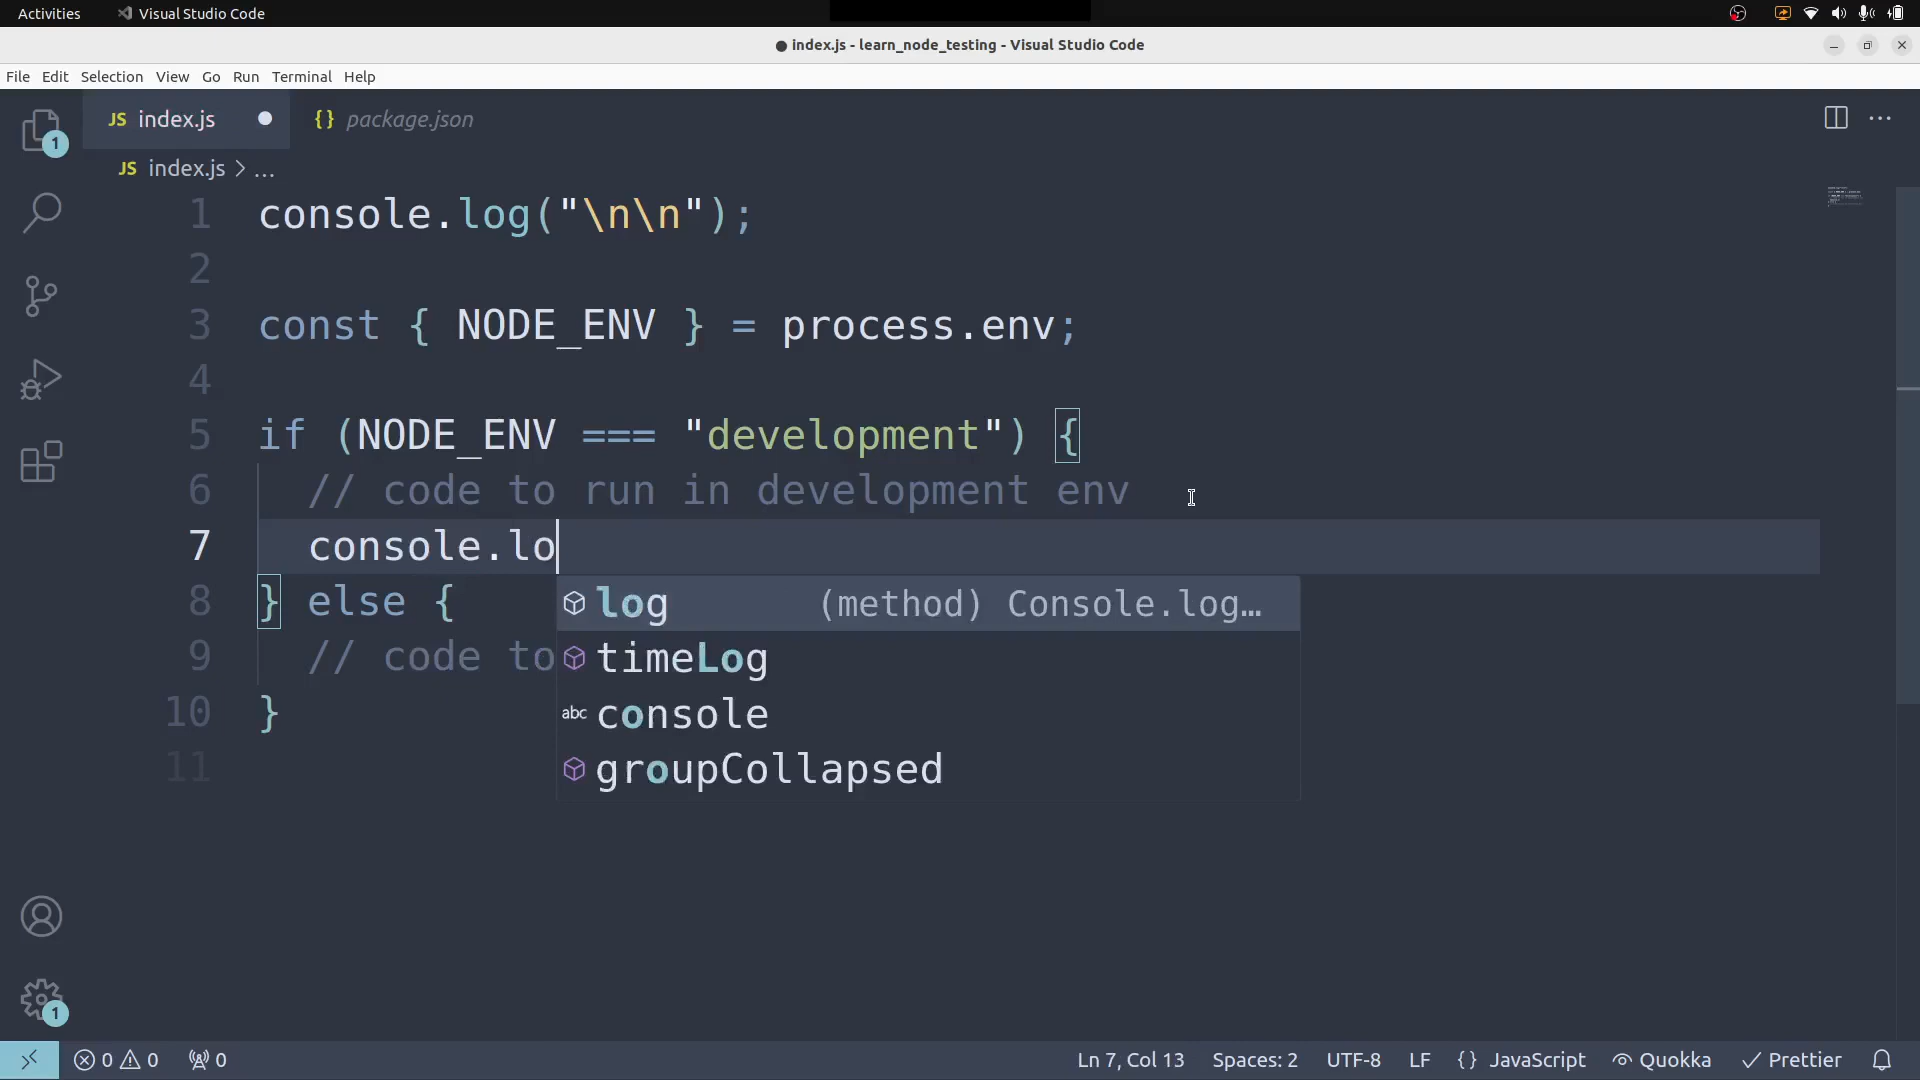 Activities Visual Studio Code
● index.js - learn_node_testing - Visual Studio Code
File Edit Selection View Go Run Terminal Help
JS index.js {} package.json
JS index.js > ...
1 console.log("\n\n");
2
3 const { NODE_ENV } = process.env;
4
5 if (NODE_ENV === "development") {
6 // code to run in development env
7 console.lo
log (method) Console.log…
8 } else {
timeLog
9 // code to
abc console
10 }
groupCollapsed
11
1
1
0 0 0 Ln 7, Col 13 Spaces: 2 UTF-8 LF {} JavaScript Quokka Prettier